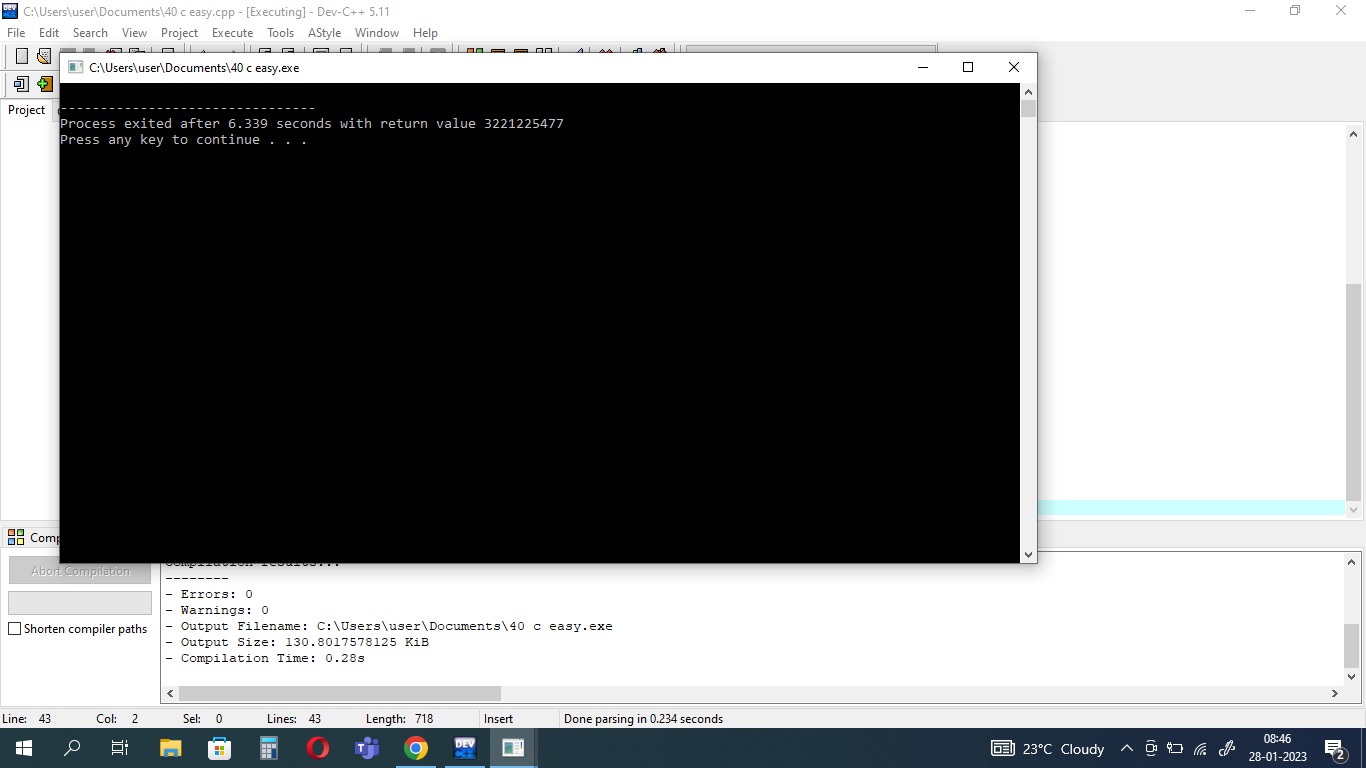 C:\Users\user\Documents\40 c easy.cpp - [Executing] - Dev-C++ 5.11
File Edit Search View Project Execute Tools AStyle Window Help
C:\Users\user\Documents\40 c easy.exe
Project
--------------------------------
Process exited after 6.339 seconds with return value 3221225477
Press any key to continue . . .
Abort Compilation
Shorten compiler paths
Compilation results...
--------
- Errors: 0
- Warnings: 0
- Output Filename: C:\Users\user\Documents\40 c easy.exe
- Output Size: 130.8017578125 KiB
- Compilation Time: 0.28s
Line: 43 Col: 2 Sel: 0 Lines: 43 Length: 718 Insert Done parsing in 0.234 seconds
DEV
23°C Cloudy
08:46
28-01-2023
2